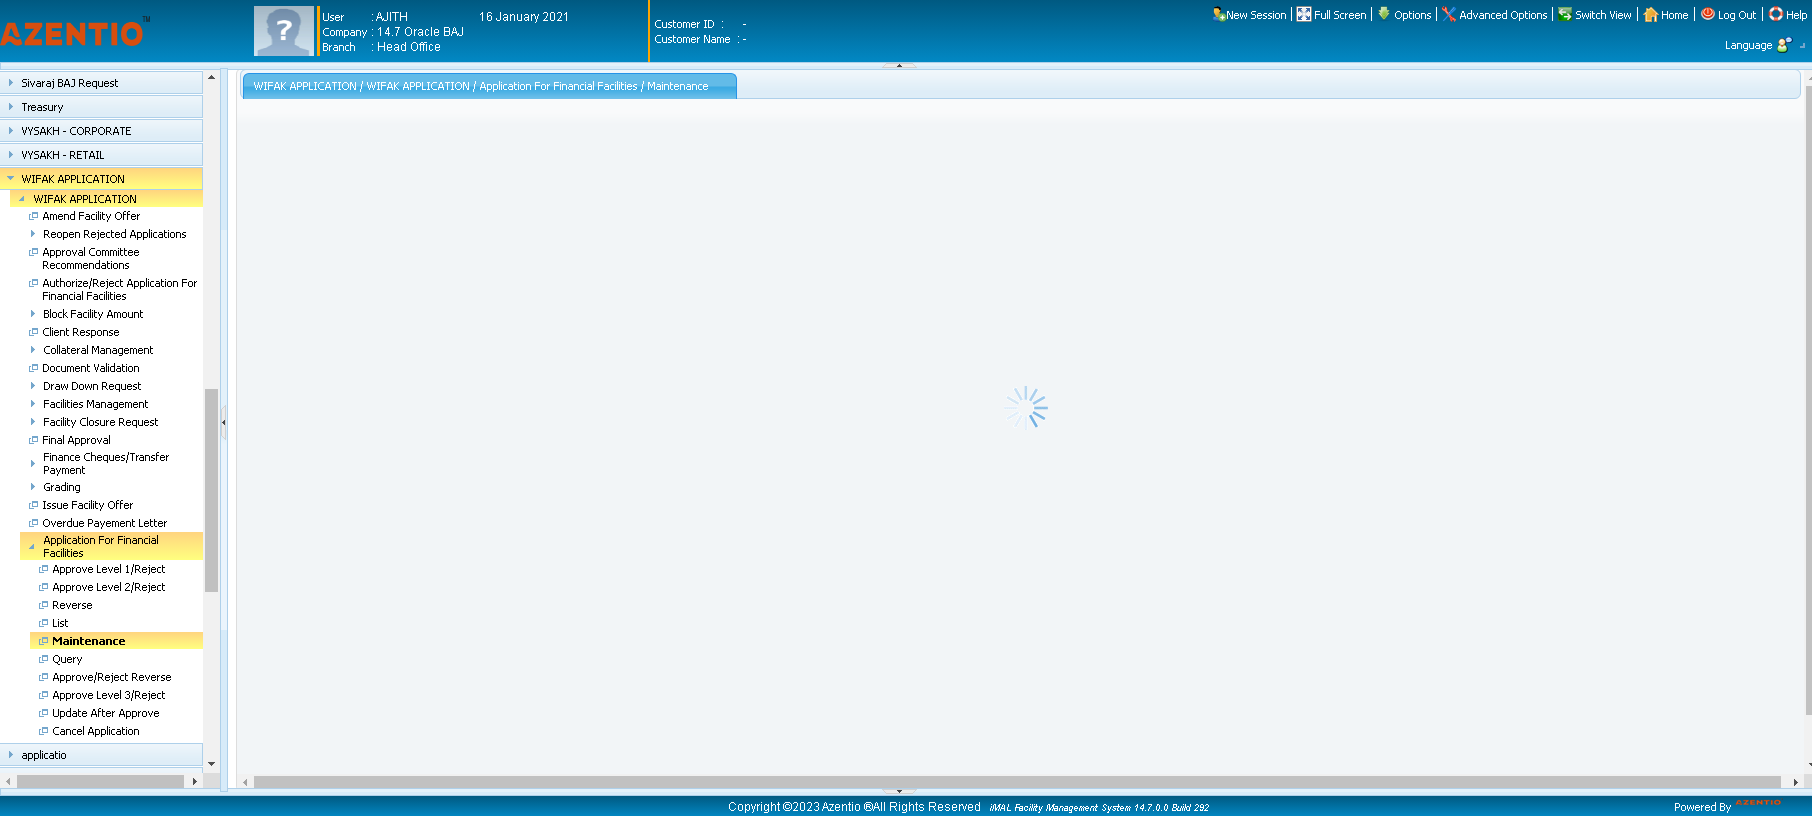 AZENTIO™
User : AJITH 16 January 2021
Company : 14.7 Oracle BAJ
Branch : Head Office
Customer ID : -
Customer Name : -
New Session Full Screen Options Advanced Options Switch View Home Log Out Help
Language
Sivaraj BAJ Request
Treasury
VYSAKH - CORPORATE
VYSAKH - RETAIL
WIFAK APPLICATION
WIFAK APPLICATION
Amend Facility Offer
Reopen Rejected Applications
Approval Committee
Recommendations
Authorize/Reject Application For
Financial Facilities
Block Facility Amount
Client Response
Collateral Management
Document Validation
Draw Down Request
Facilities Management
Facility Closure Request
Final Approval
Finance Cheques/Transfer
Payment
Grading
Issue Facility Offer
Overdue Payement Letter
Application For Financial
Facilities
Approve Level 1/Reject
Approve Level 2/Reject
Reverse
List
Maintenance
Query
Approve/Reject Reverse
Approve Level 3/Reject
Update After Approve
Cancel Application
applicatio
WIFAK APPLICATION / WIFAK APPLICATION / Application For Financial Facilities / Maintenance
Copyright ©2023 Azentio ®All Rights Reserved iMAL Facility Management System 14.7.0.0 Build 292
Powered By AZENTIO